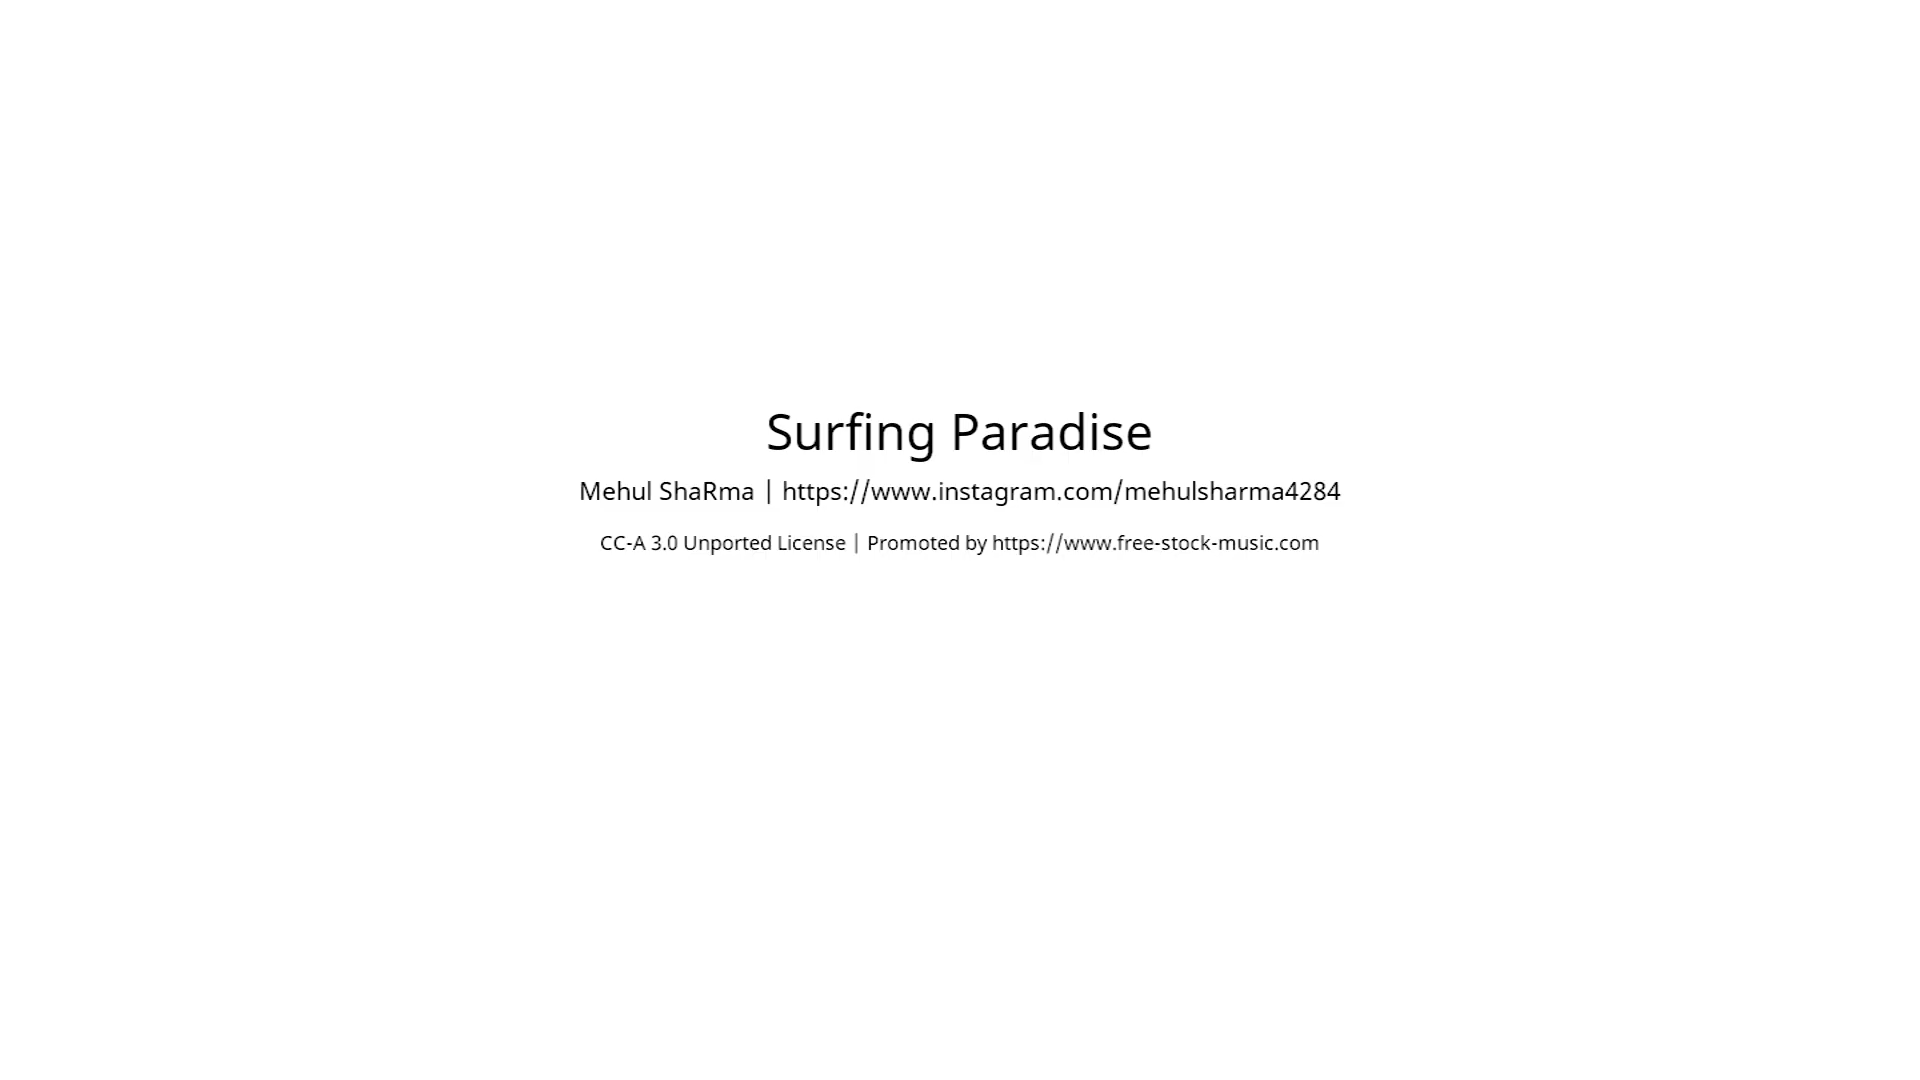 Surfing Paradise
Mehul ShaRma | https://www.instagram.com/mehulsharma4284
CC-A 3.0 Unported License | Promoted by https://www.free-stock-music.com